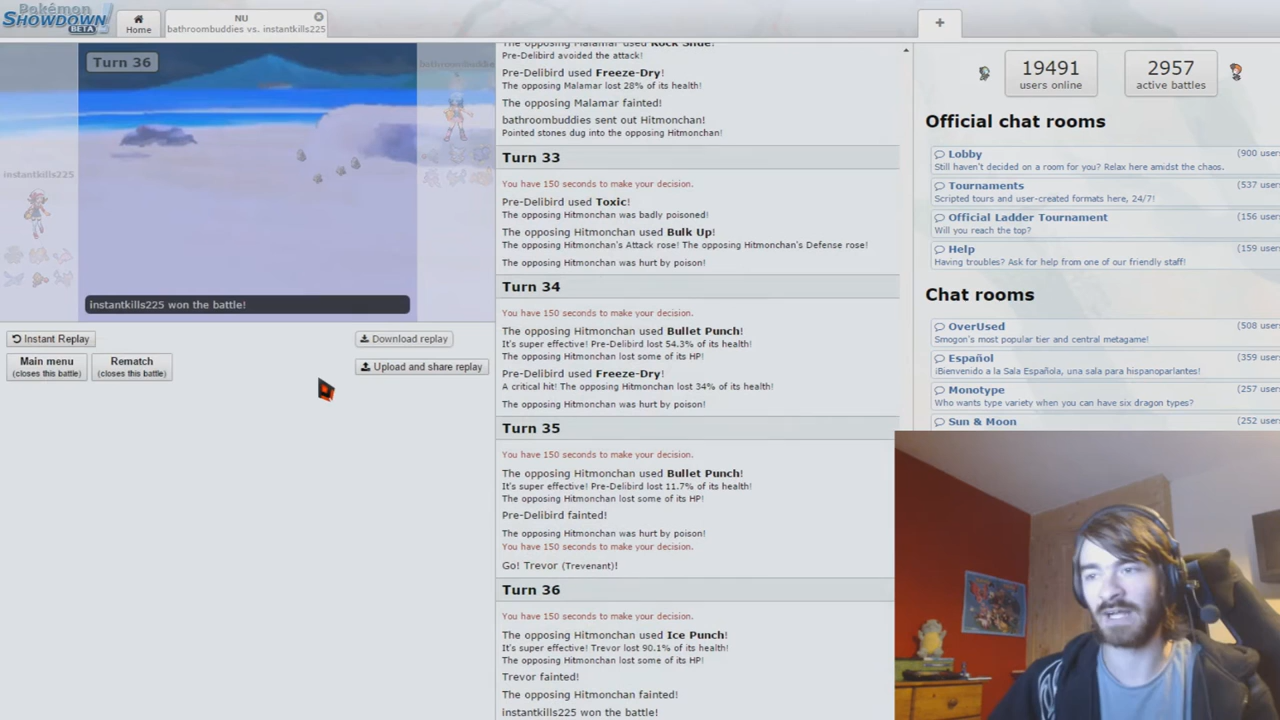 Pokémon
SHOWDOWN!
BETA
Home
NU
bathroombuddies vs. instantkills225
+
Turn 36
instantkills225
instantkills225 won the battle!
Instant Replay
Download replay
Main menu
(closes this battle)
Rematch
(closes this battle)
Upload and share replay
The opposing Malamar used Rock Slide!
Pre-Delibird avoided the attack!
Pre-Delibird used Freeze-Dry!
The opposing Malamar lost 28% of its health!
The opposing Malamar fainted!
bathroombuddies sent out Hitmonchan!
Pointed stones dug into the opposing Hitmonchan!
Turn 33
You have 150 seconds to make your decision.
Pre-Delibird used Toxic!
The opposing Hitmonchan was badly poisoned!
The opposing Hitmonchan used Bulk Up!
The opposing Hitmonchan's Attack rose! The opposing Hitmonchan's Defense rose!
The opposing Hitmonchan was hurt by poison!
Turn 34
You have 150 seconds to make your decision.
The opposing Hitmonchan used Bullet Punch!
It's super effective! Pre-Delibird lost 54.3% of its health!
The opposing Hitmonchan lost some of its HP!
Pre-Delibird used Freeze-Dry!
A critical hit! The opposing Hitmonchan lost 34% of its health!
The opposing Hitmonchan was hurt by poison!
Turn 35
You have 150 seconds to make your decision.
The opposing Hitmonchan used Bullet Punch!
It's super effective! Pre-Delibird lost 11.7% of its health!
The opposing Hitmonchan lost some of its HP!
Pre-Delibird fainted!
The opposing Hitmonchan was hurt by poison!
You have 150 seconds to make your decision.
Go! Trevor (Trevenant)!
Turn 36
You have 150 seconds to make your decision.
The opposing Hitmonchan used Ice Punch!
It's super effective! Trevor lost 90.1% of its health!
The opposing Hitmonchan lost some of its HP!
Trevor fainted!
The opposing Hitmonchan fainted!
instantkills225 won the battle!
19491
users online
2957
active battles
Official chat rooms
Lobby (900 users
Still haven't decided on a room for you? Relax here amidst the chaos.
Tournaments (537 user
Scripted tours and user-created formats here, 24/7!
Official Ladder Tournament (156 user
Will you reach the top?
Help (159 user
Having troubles? Ask for help from one of our friendly staff!
Chat rooms
OverUsed (508 user
Smogon's most popular tier and central metagame!
Español (359 user
¡Bienvenido a la Sala Española, una sala para hispanoparlantes!
Monotype (257 user
Who wants type variety when you can have six dragon types?
Sun & Moon (252 user